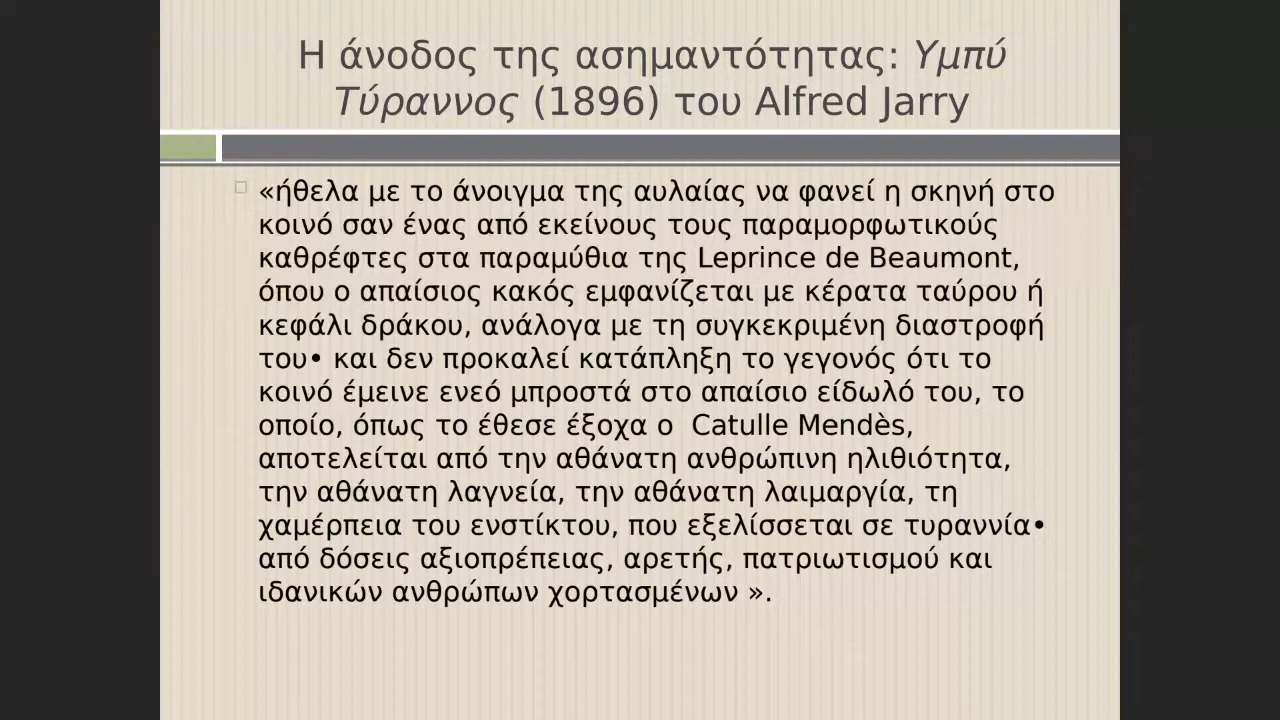 Η άνοδος της ασημαντότητας: Υμπύ
Τύραννος (1896) του Alfred Jarry
«ήθελα με το άνοιγμα της αυλαίας να φανεί η σκηνή στο
κοινό σαν ένας από εκείνους τους παραμορφωτικούς
καθρέφτες στα παραμύθια της Leprince de Beaumont,
όπου ο απαίσιος κακός εμφανίζεται με κέρατα ταύρου ή
κεφάλι δράκου, ανάλογα με τη συγκεκριμένη διαστροφή
του• και δεν προκαλεί κατάπληξη το γεγονός ότι το
κοινό έμεινε ενεό μπροστά στο απαίσιο είδωλό του, το
οποίο, όπως το έθεσε έξοχα ο  Catulle Mendès,
αποτελείται από την αθάνατη ανθρώπινη ηλιθιότητα,
την αθάνατη λαγνεία, την αθάνατη λαιμαργία, τη
χαμέρπεια του ενστίκτου, που εξελίσσεται σε τυραννία•
από δόσεις αξιοπρέπειας, αρετής, πατριωτισμού και
ιδανικών ανθρώπων χορτασμένων ».